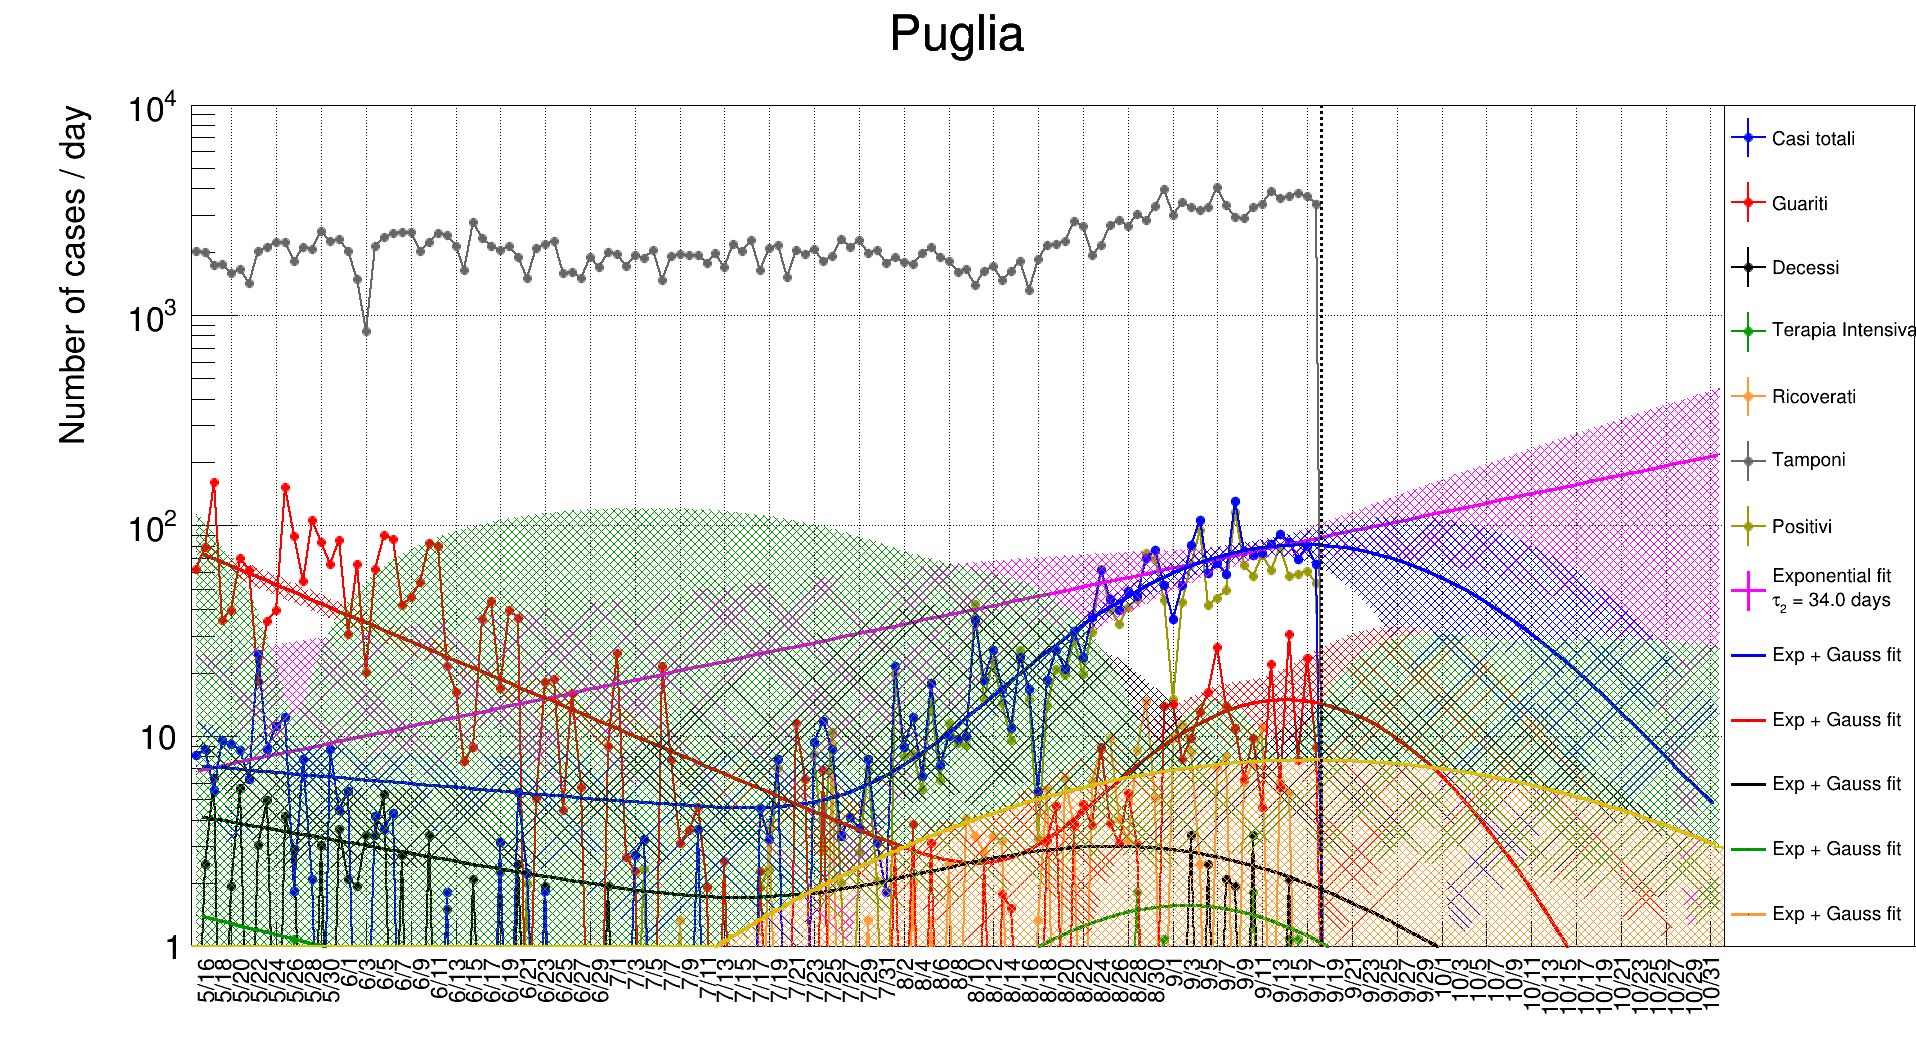 Puglia
Number of cases / day
10^4
10^3
10^2
10
1
5/16 5/18 5/20 5/22 5/24 5/26 5/28 5/30 6/1 6/3 6/5 6/7 6/9 6/11 6/13 6/15 6/17 6/19 6/21 6/23 6/25 6/27 6/29 7/1 7/3 7/5 7/7 7/9 7/11 7/13 7/15 7/17 7/19 7/21 7/23 7/25 7/27 7/29 7/31 8/2 8/4 8/6 8/8 8/10 8/12 8/14 8/16 8/18 8/20 8/22 8/24 8/26 8/28 8/30 9/1 9/3 9/5 9/7 9/9 9/11 9/13 9/15 9/17 9/19 9/21 9/23 9/25 9/27 9/29 10/1 10/3 10/5 10/7 10/9 10/11 10/13 10/15 10/17 10/19 10/21 10/23 10/25 10/27 10/29 10/31
Casi totali
Guariti
Decessi
Terapia Intensiva
Ricoverati
Tamponi
Positivi
Exponential fit
τ2 = 34.0 days
Exp + Gauss fit
Exp + Gauss fit
Exp + Gauss fit
Exp + Gauss fit
Exp + Gauss fit